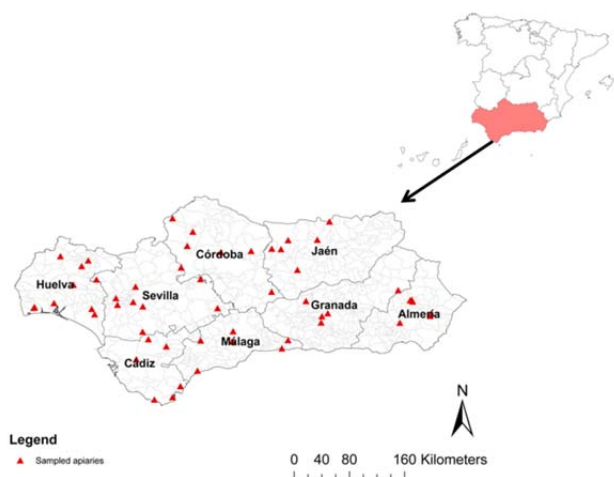 Córdoba
Jaén
Huelva
Sevilla
Granada
Almería
Málaga
Cádiz
N
Legend
Sampled apiaries
0 40 80 160 Kilometers